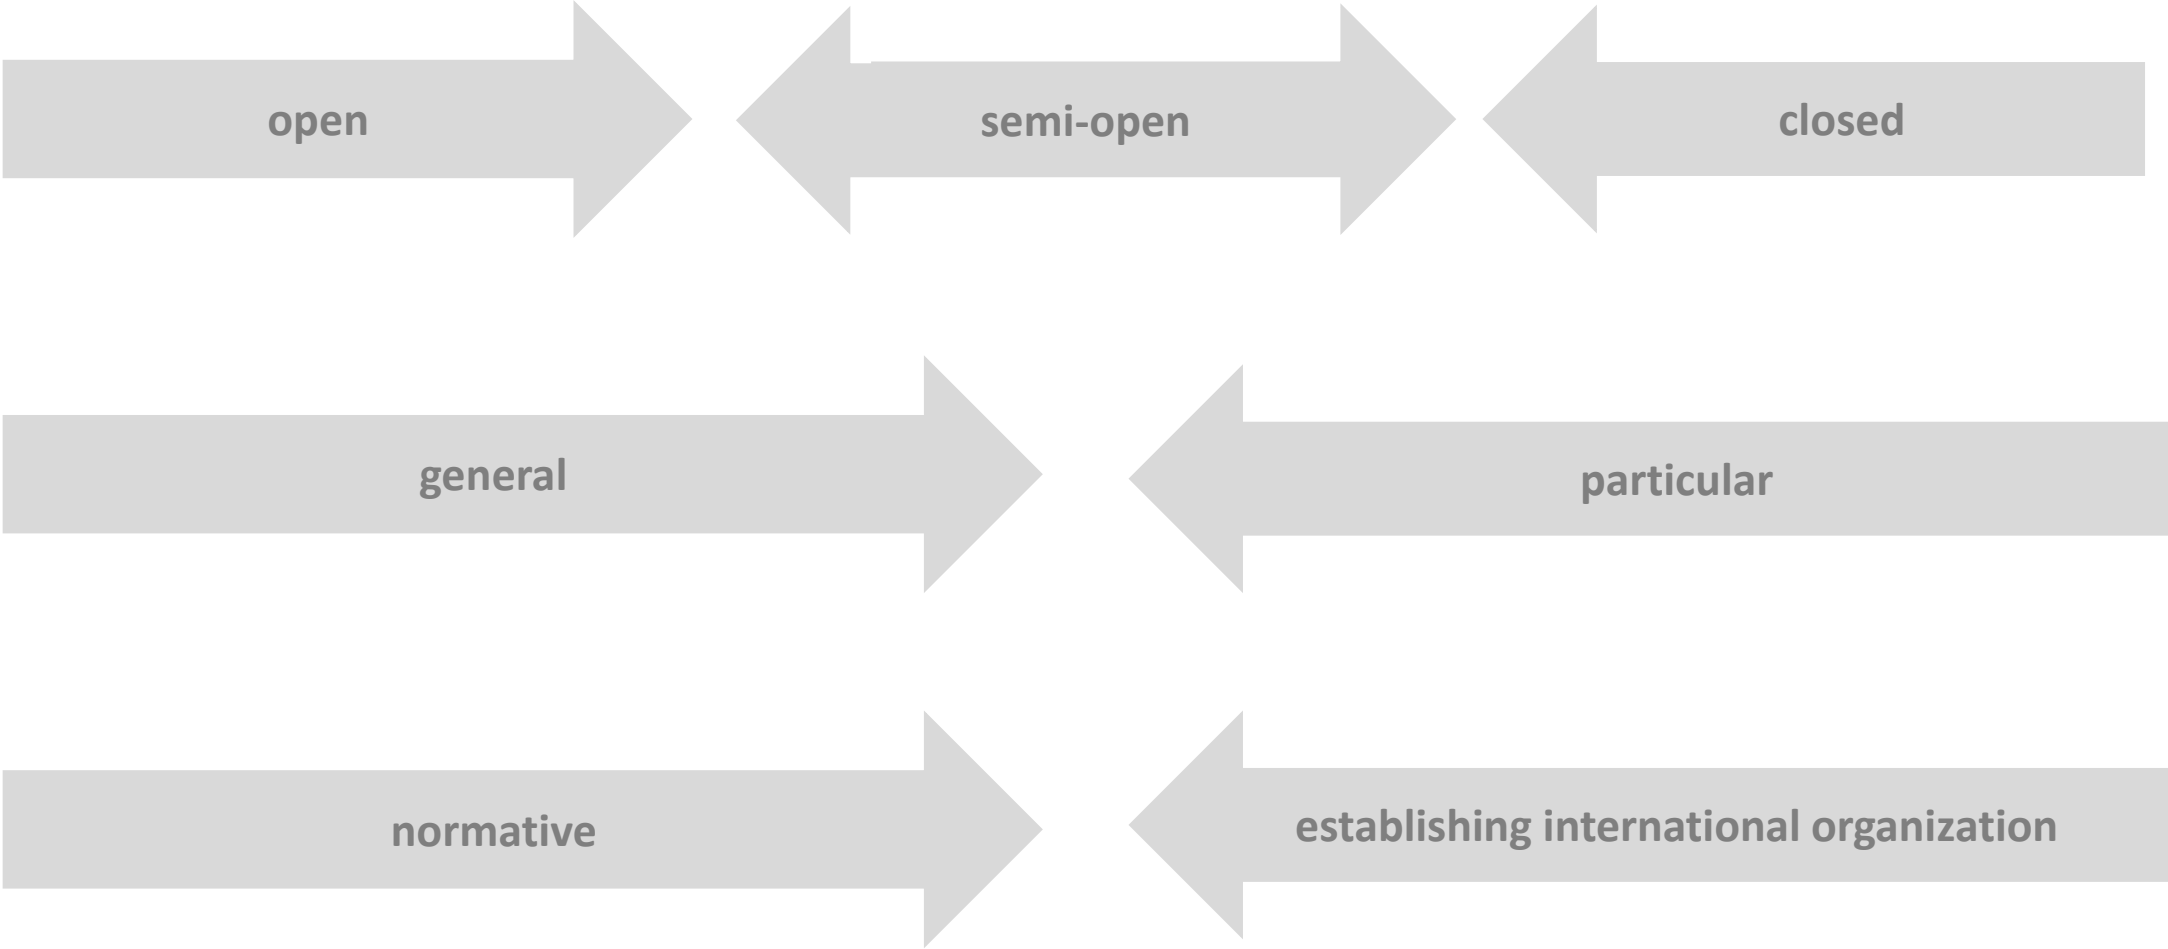 open
semi-open
closed
general
particular
normative
establishing international organization